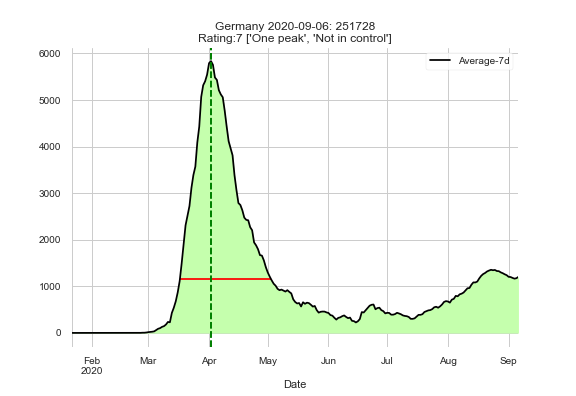 Germany 2020-09-06: 251728
Rating:7 ['One peak', 'Not in control']
Average-7d
6000
5000
4000
3000
2000
1000
0
Feb Mar Apr May Jun Jul Aug Sep
2020
Date